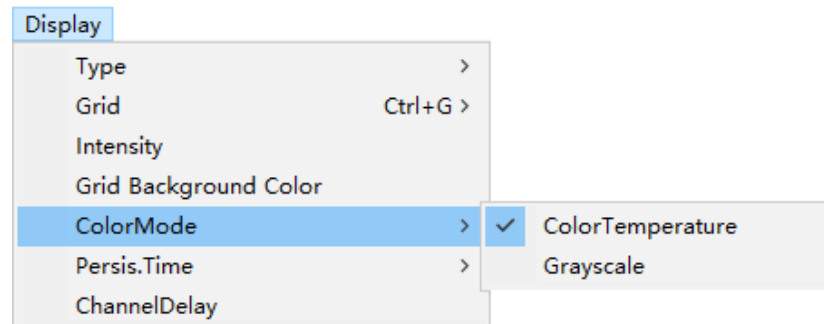 Display
Type >
Grid Ctrl+G >
Intensity
Grid Background Color
ColorMode >
✓ ColorTemperature
Persis.Time >
Grayscale
ChannelDelay